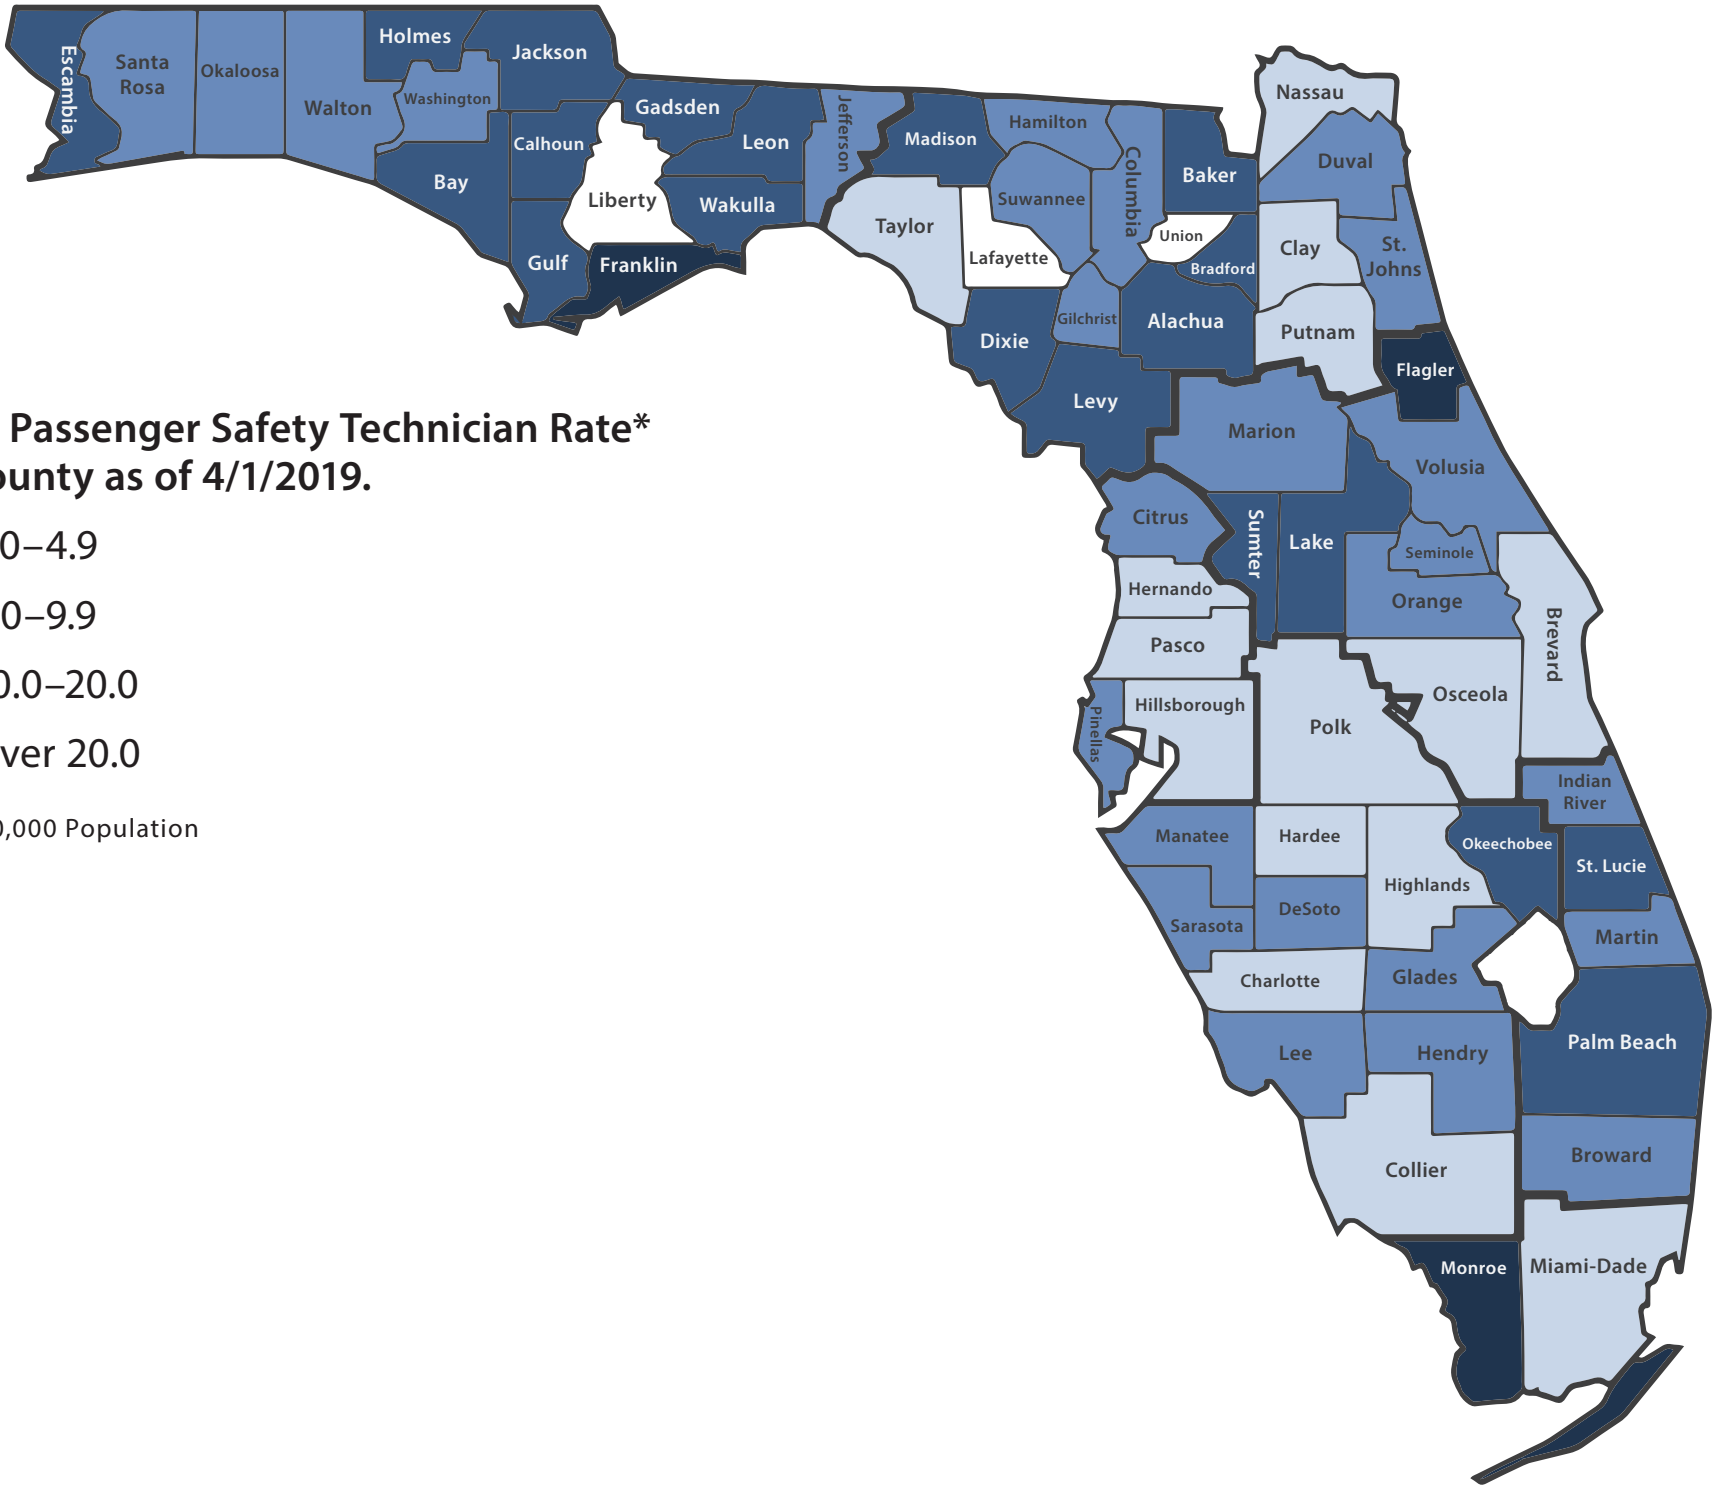 Escambia
Santa
Rosa
Okaloosa
Walton
Holmes
Washington
Jackson
Bay
Calhoun
Gulf
Liberty
Gadsden
Franklin
Leon
Wakulla
Jefferson
Madison
Taylor
Hamilton
Suwannee
Lafayette
Columbia
Baker
Union
Bradford
Nassau
Duval
Clay
St.
Johns
Putnam
Flagler
Dixie
Gilchrist
Alachua
Levy
Marion
Volusia
Citrus
Sumter
Lake
Seminole
Orange
Brevard
Hernando
Pasco
Pinellas
Hillsborough
Polk
Osceola
Indian
River
Manatee
Hardee
Highlands
Okeechobee
St. Lucie
Sarasota
DeSoto
Martin
Charlotte
Glades
Lee
Hendry
Palm Beach
Collier
Broward
Monroe
Miami-Dade
Passenger Safety Technician Rate*
ounty as of 4/1/2019.
0–4.9
0–9.9
0.0–20.0
ver 20.0
0,000 Population